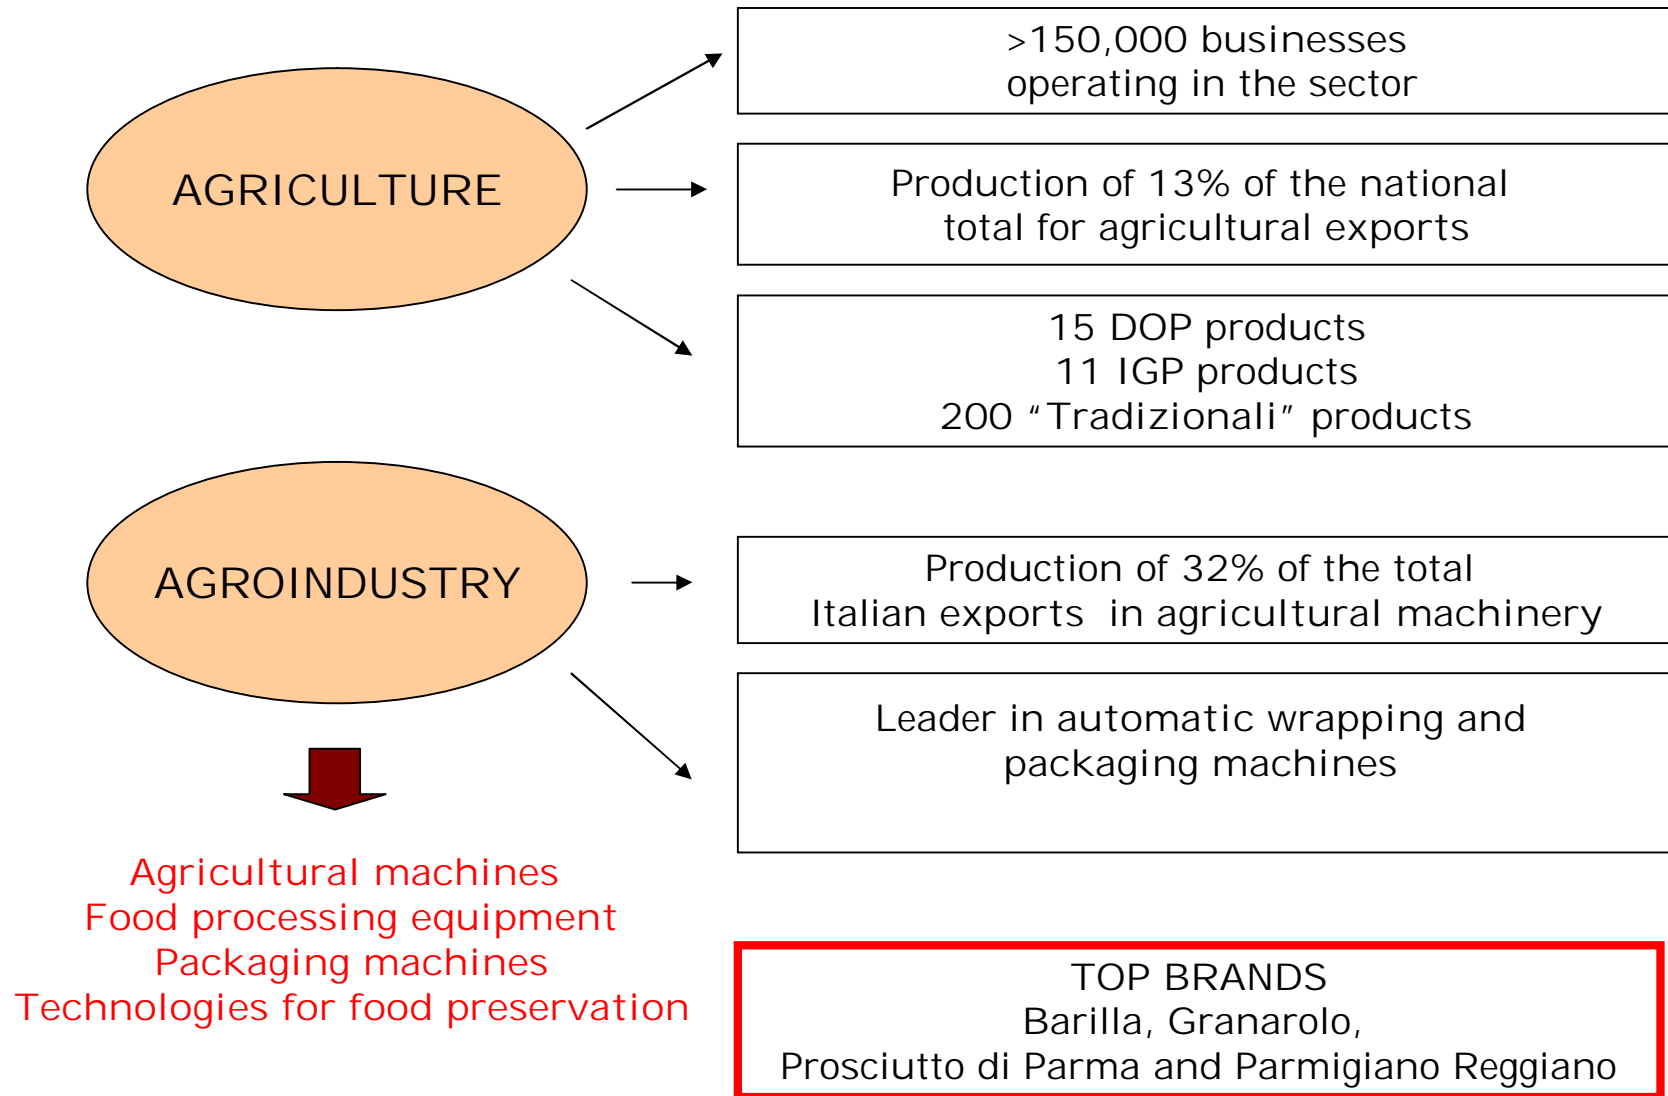 AGRICULTURE
>150,000 businesses
operating in the sector
Production of 13% of the national
total for agricultural exports
15 DOP products
11 IGP products
200 “Tradizionali” products
AGROINDUSTRY
Production of 32% of the total
Italian exports in agricultural machinery
Leader in automatic wrapping and
packaging machines
Agricultural machines
Food processing equipment
Packaging machines
Technologies for food preservation
TOP BRANDS
Barilla, Granarolo,
Prosciutto di Parma and Parmigiano Reggiano